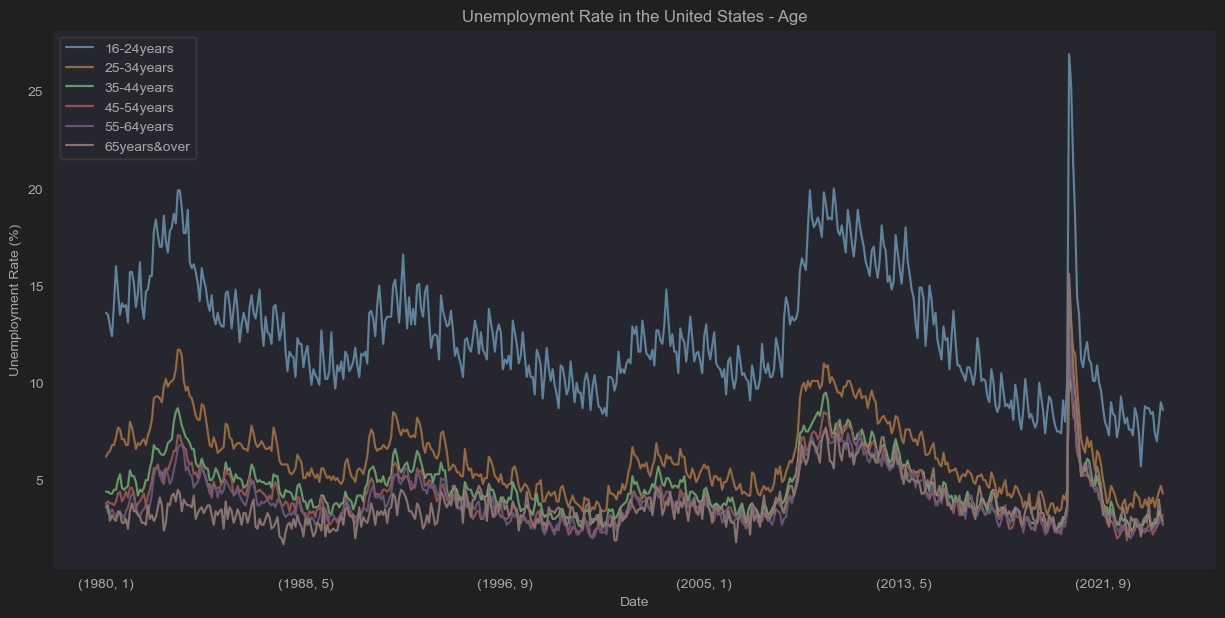 Unemployment Rate in the United States - Age
16-24years
25-34years
35-44years
45-54years
55-64years
65years&over
Unemployment Rate (%)
25
20
15
10
5
(1980, 1)
(1988, 5)
(1996, 9)
(2005, 1)
(2013, 5)
(2021, 9)
Date